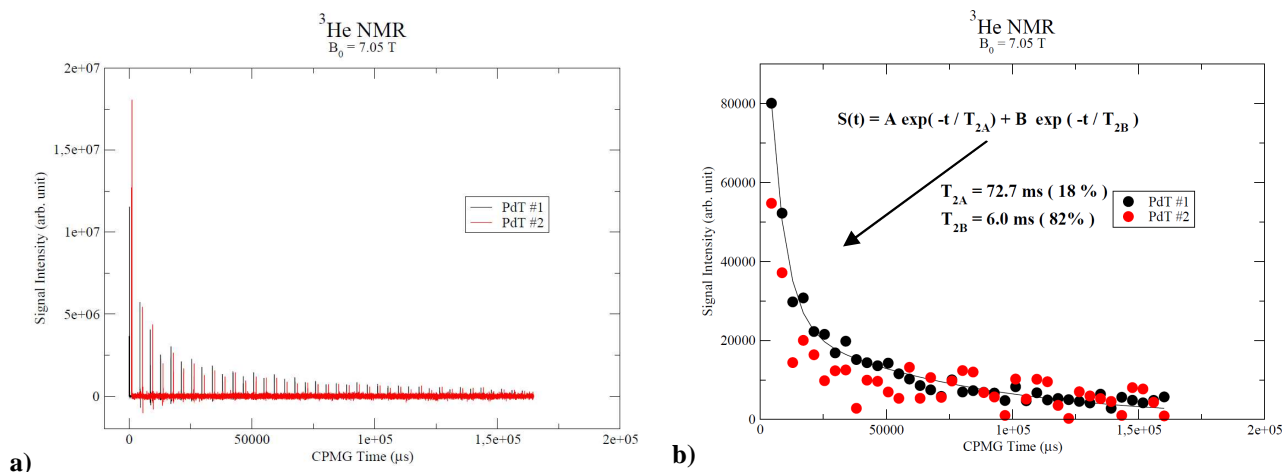 ³He NMR
B₀ = 7.05 T
2e+07
1,5e+07
1e+07
5e+06
0
Signal Intensity (arb. unit)
PdT #1
PdT #2
0
50000
1e+05
1,5e+05
2e+05
CPMG Time (μs)
a)
³He NMR
B₀ = 7.05 T
80000
60000
40000
20000
0
Signal Intensity (arb. unit)
S(t) = A exp( -t / T₂A) + B exp ( -t / T₂B )
T₂A = 72.7 ms ( 18 % )
T₂B = 6.0 ms ( 82% )
PdT #1
PdT #2
0
50000
1e+05
1,5e+05
2e+05
CPMG Time (μs)
b)